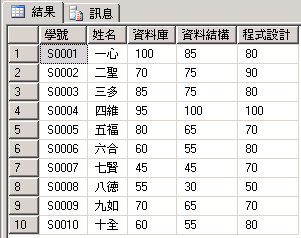 結果 訊息
學號 姓名 資料庫 資料結構 程式設計
1 S0001 一心 100 85 80
2 S0002 二聖 70 75 90
3 S0003 三多 85 75 80
4 S0004 四維 95 100 100
5 S0005 五福 80 65 70
6 S0006 六合 60 55 80
7 S0007 七賢 45 45 70
8 S0008 八德 55 30 50
9 S0009 九如 70 65 70
10 S0010 十全 60 55 80